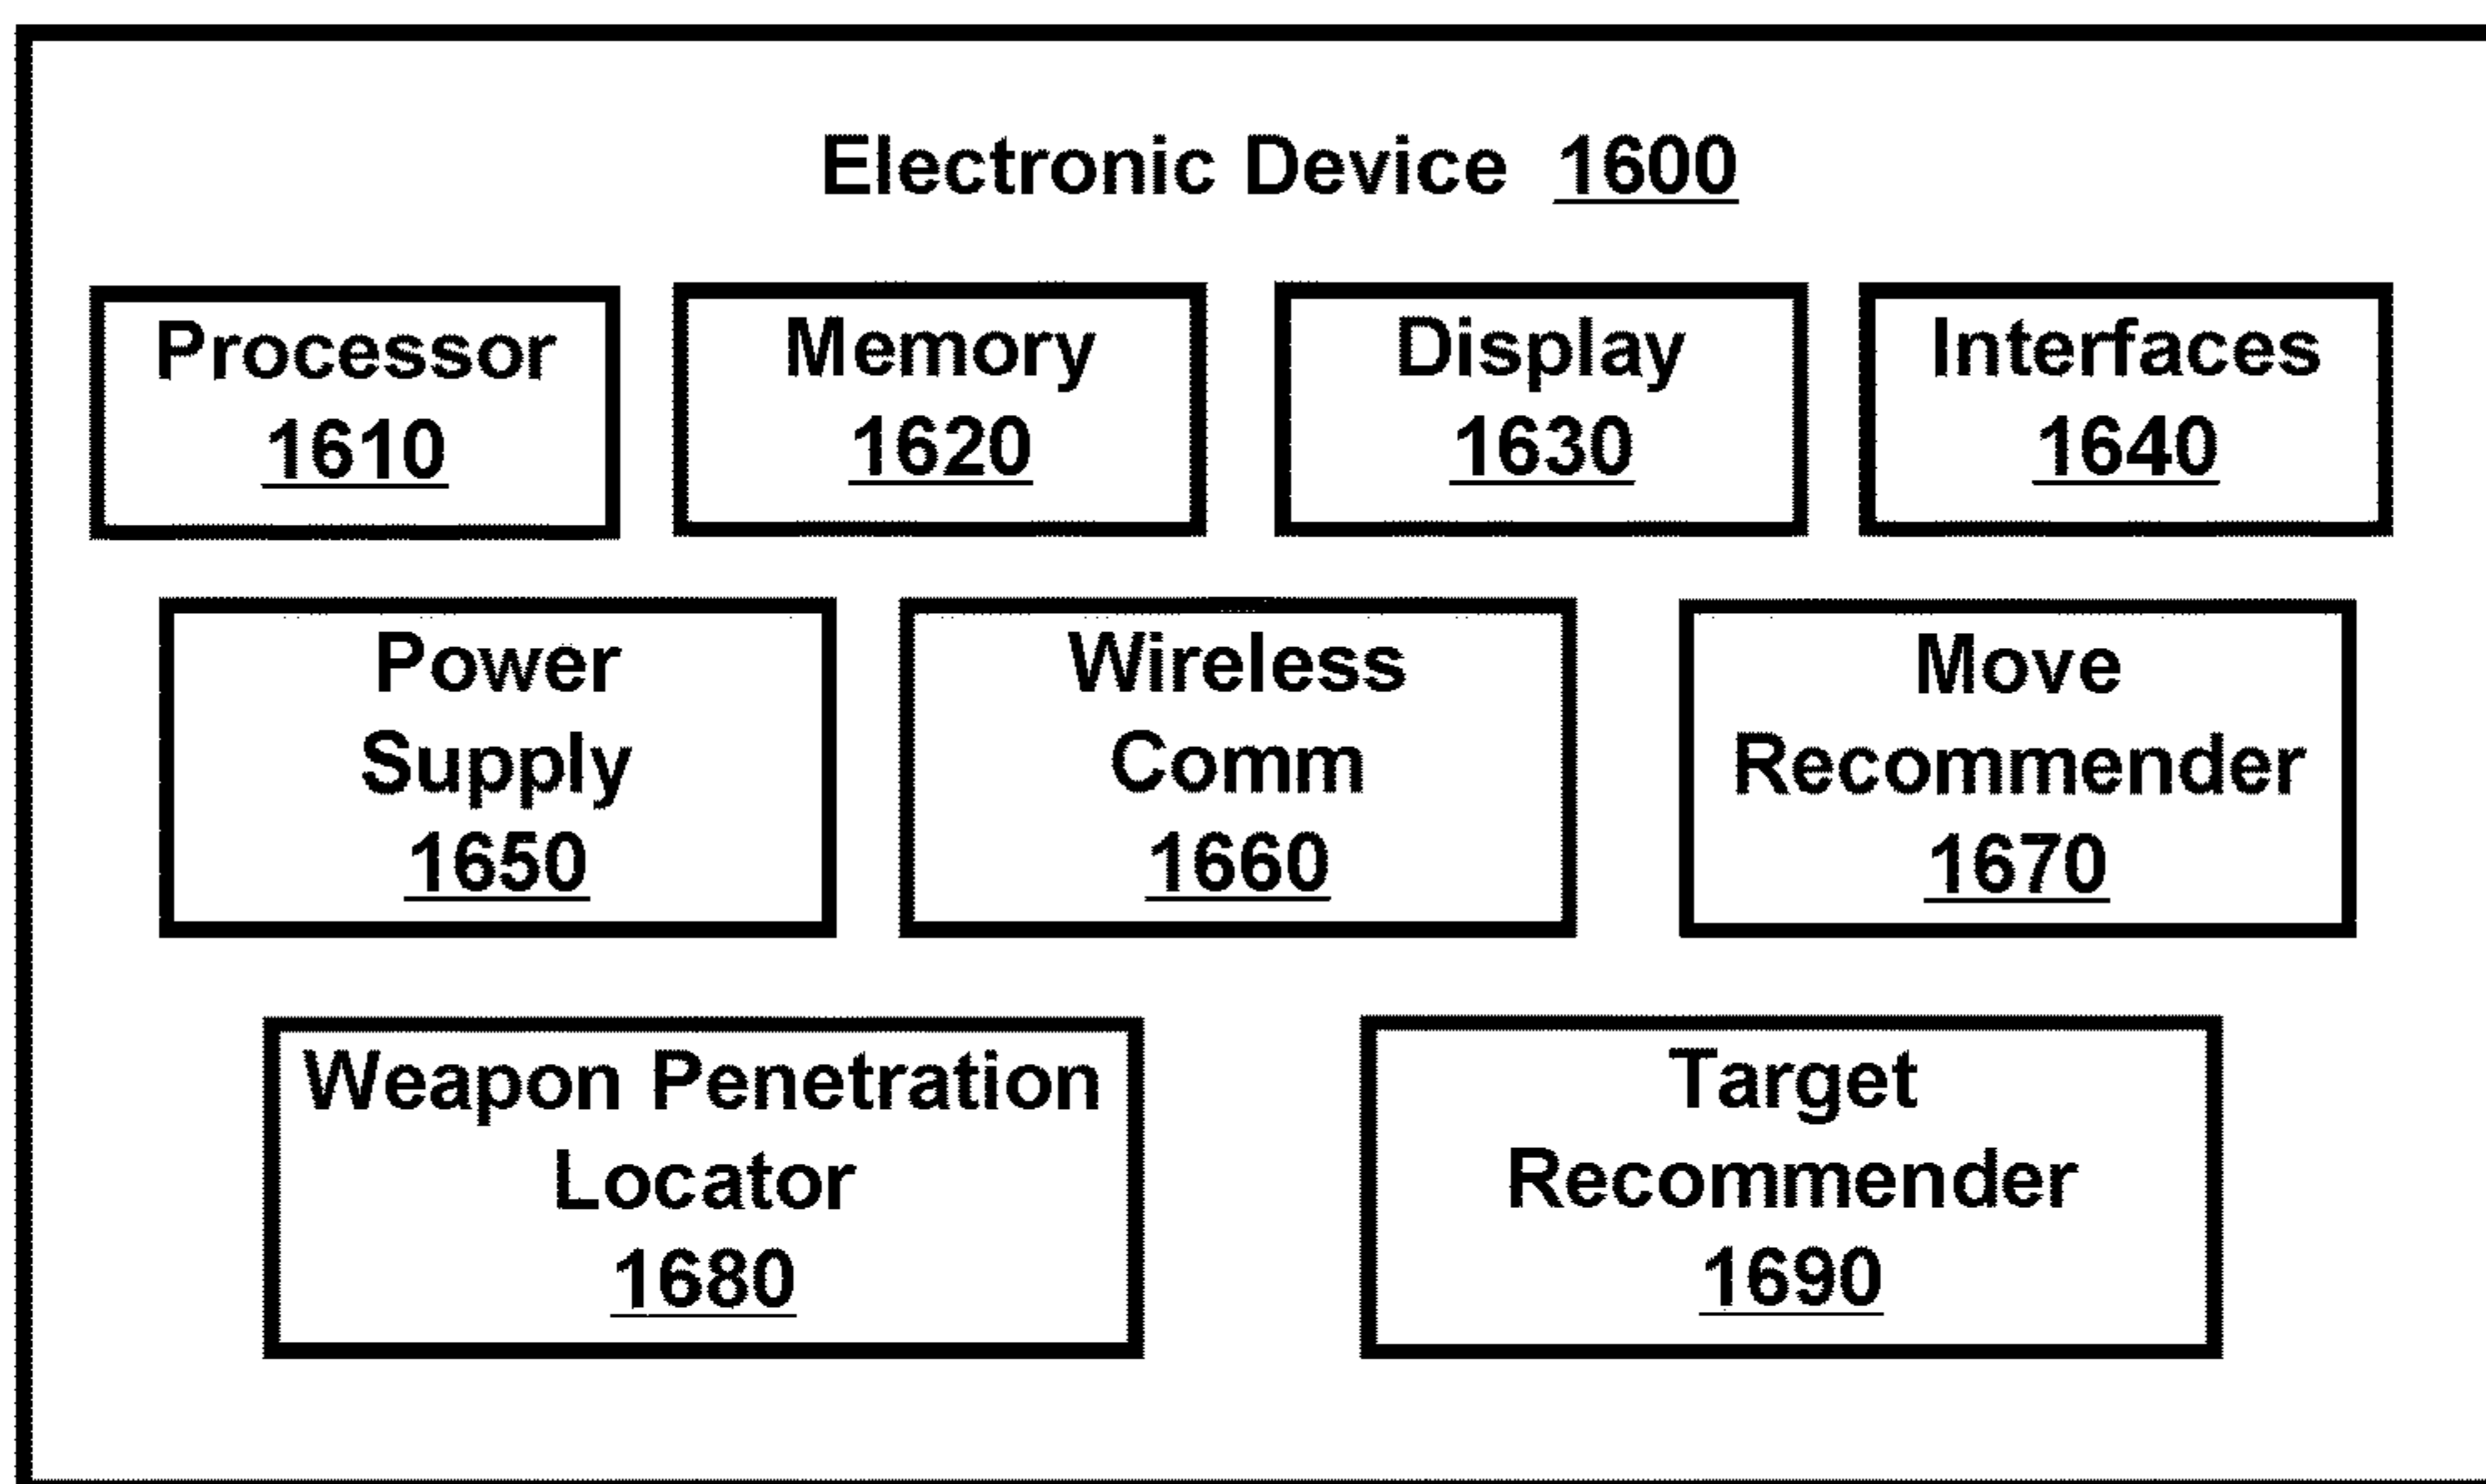 Electronic Device 1600
Processor
1610
Memory
1620
Display
1630
Interfaces
1640
Power
Supply
1650
Wireless
Comm
1660
Move
Recommender
1670
Weapon Penetration
Locator
1680
Target
Recommender
1690